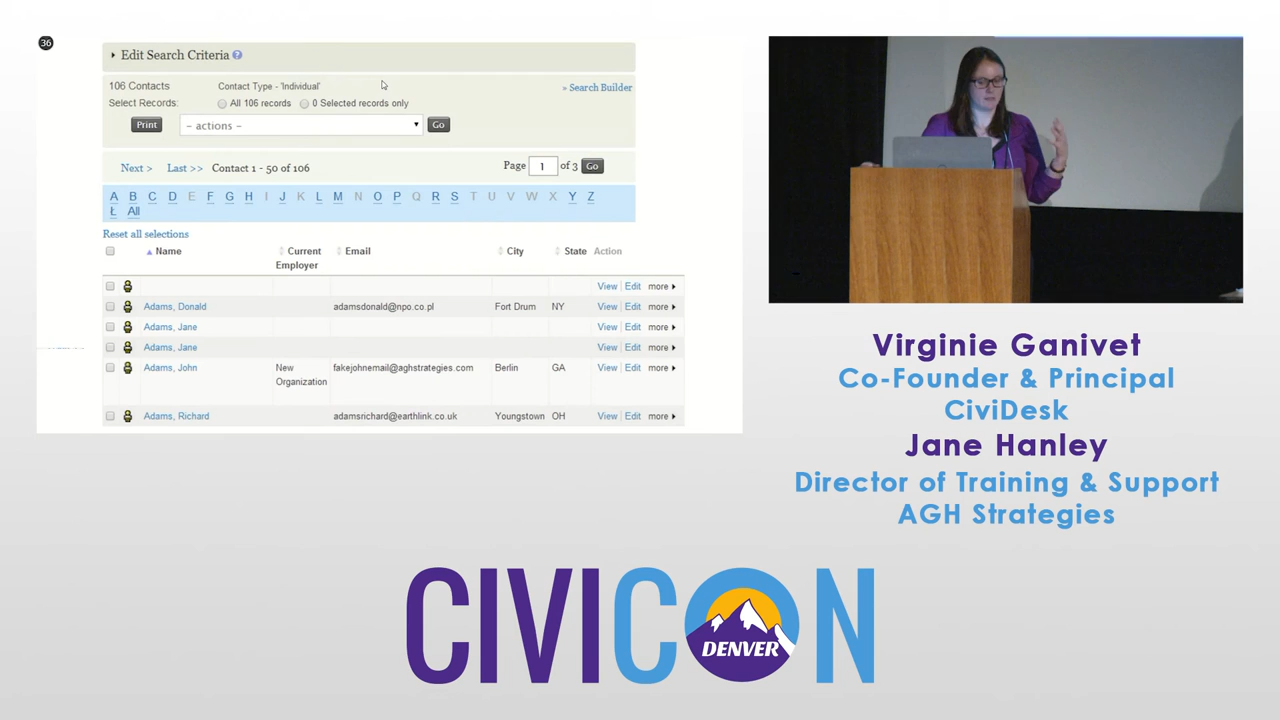 36
Edit Search Criteria ?
106 Contacts Contact Type - 'Individual' » Search Builder
Select Records: All 106 records 0 Selected records only
Print – actions – Go
Next > Last >> Contact 1 - 50 of 106 Page 1 of 3 Go
A B C D E F G H I J K L M N O P Q R S T U V W X Y Z
Ł All
Reset all selections
Name Current Employer Email City State Action
View Edit more
Adams, Donald adamsdonald@npo.co.pl Fort Drum NY View Edit more
Adams, Jane View Edit more
Adams, Jane View Edit more
Adams, John New Organization fakejohnemail@aghstrategies.com Berlin GA View Edit more
Adams, Richard adamsrichard@earthlink.co.uk Youngstown OH View Edit more
Virginie Ganivet
Co-Founder & Principal
CiviDesk
Jane Hanley
Director of Training & Support
AGH Strategies
CIVICON
DENVER